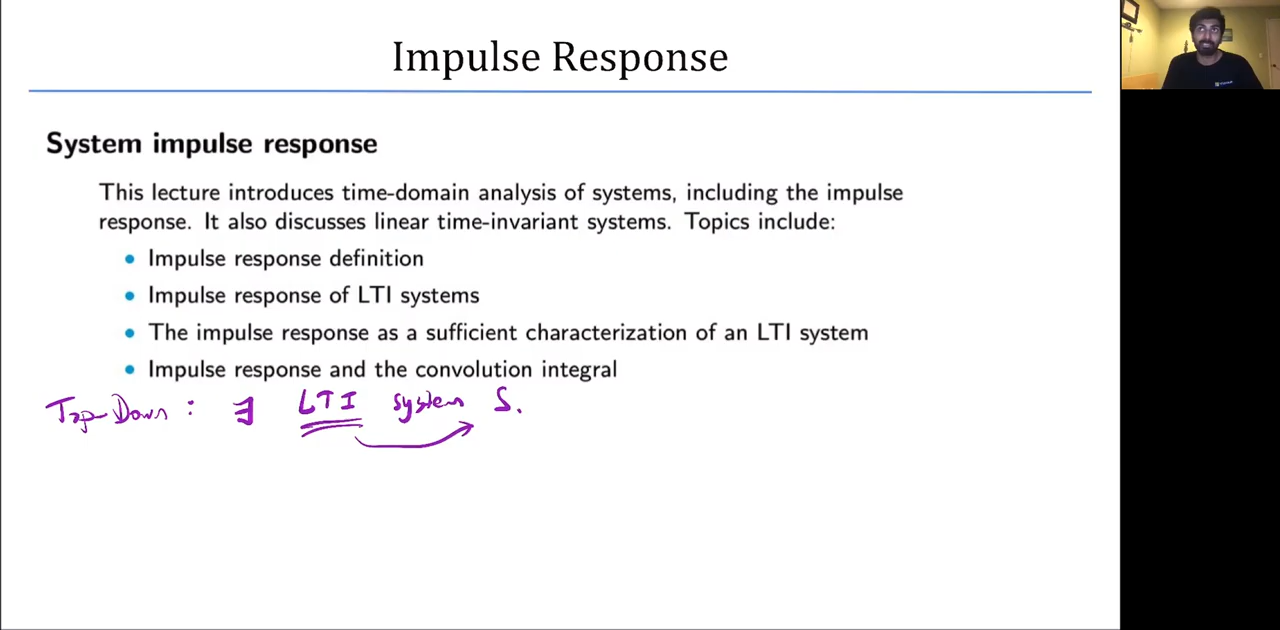 Impulse Response
System impulse response
This lecture introduces time-domain analysis of systems, including the impulse
response. It also discusses linear time-invariant systems. Topics include:
• Impulse response definition
• Impulse response of LTI systems
• The impulse response as a sufficient characterization of an LTI system
• Impulse response and the convolution integral
Top-Down : ∃ LTI system S.